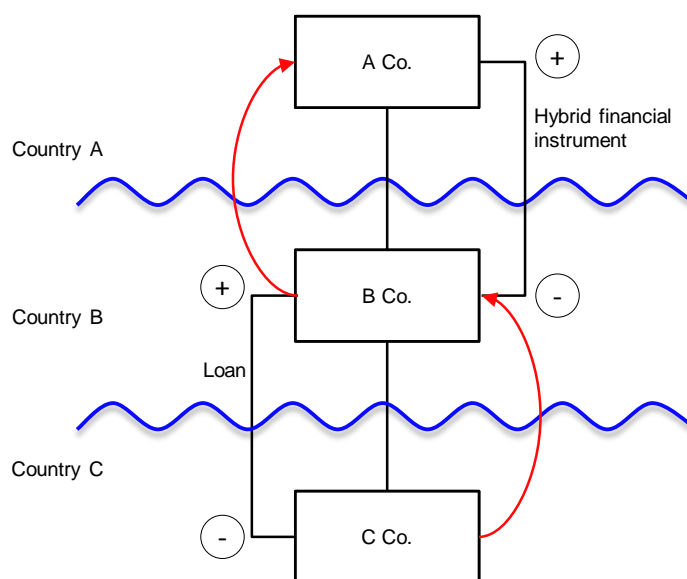 A Co.
+
Hybrid financial
instrument
Country A
+
B Co.
-
Country B
Loan
Country C
-
C Co.